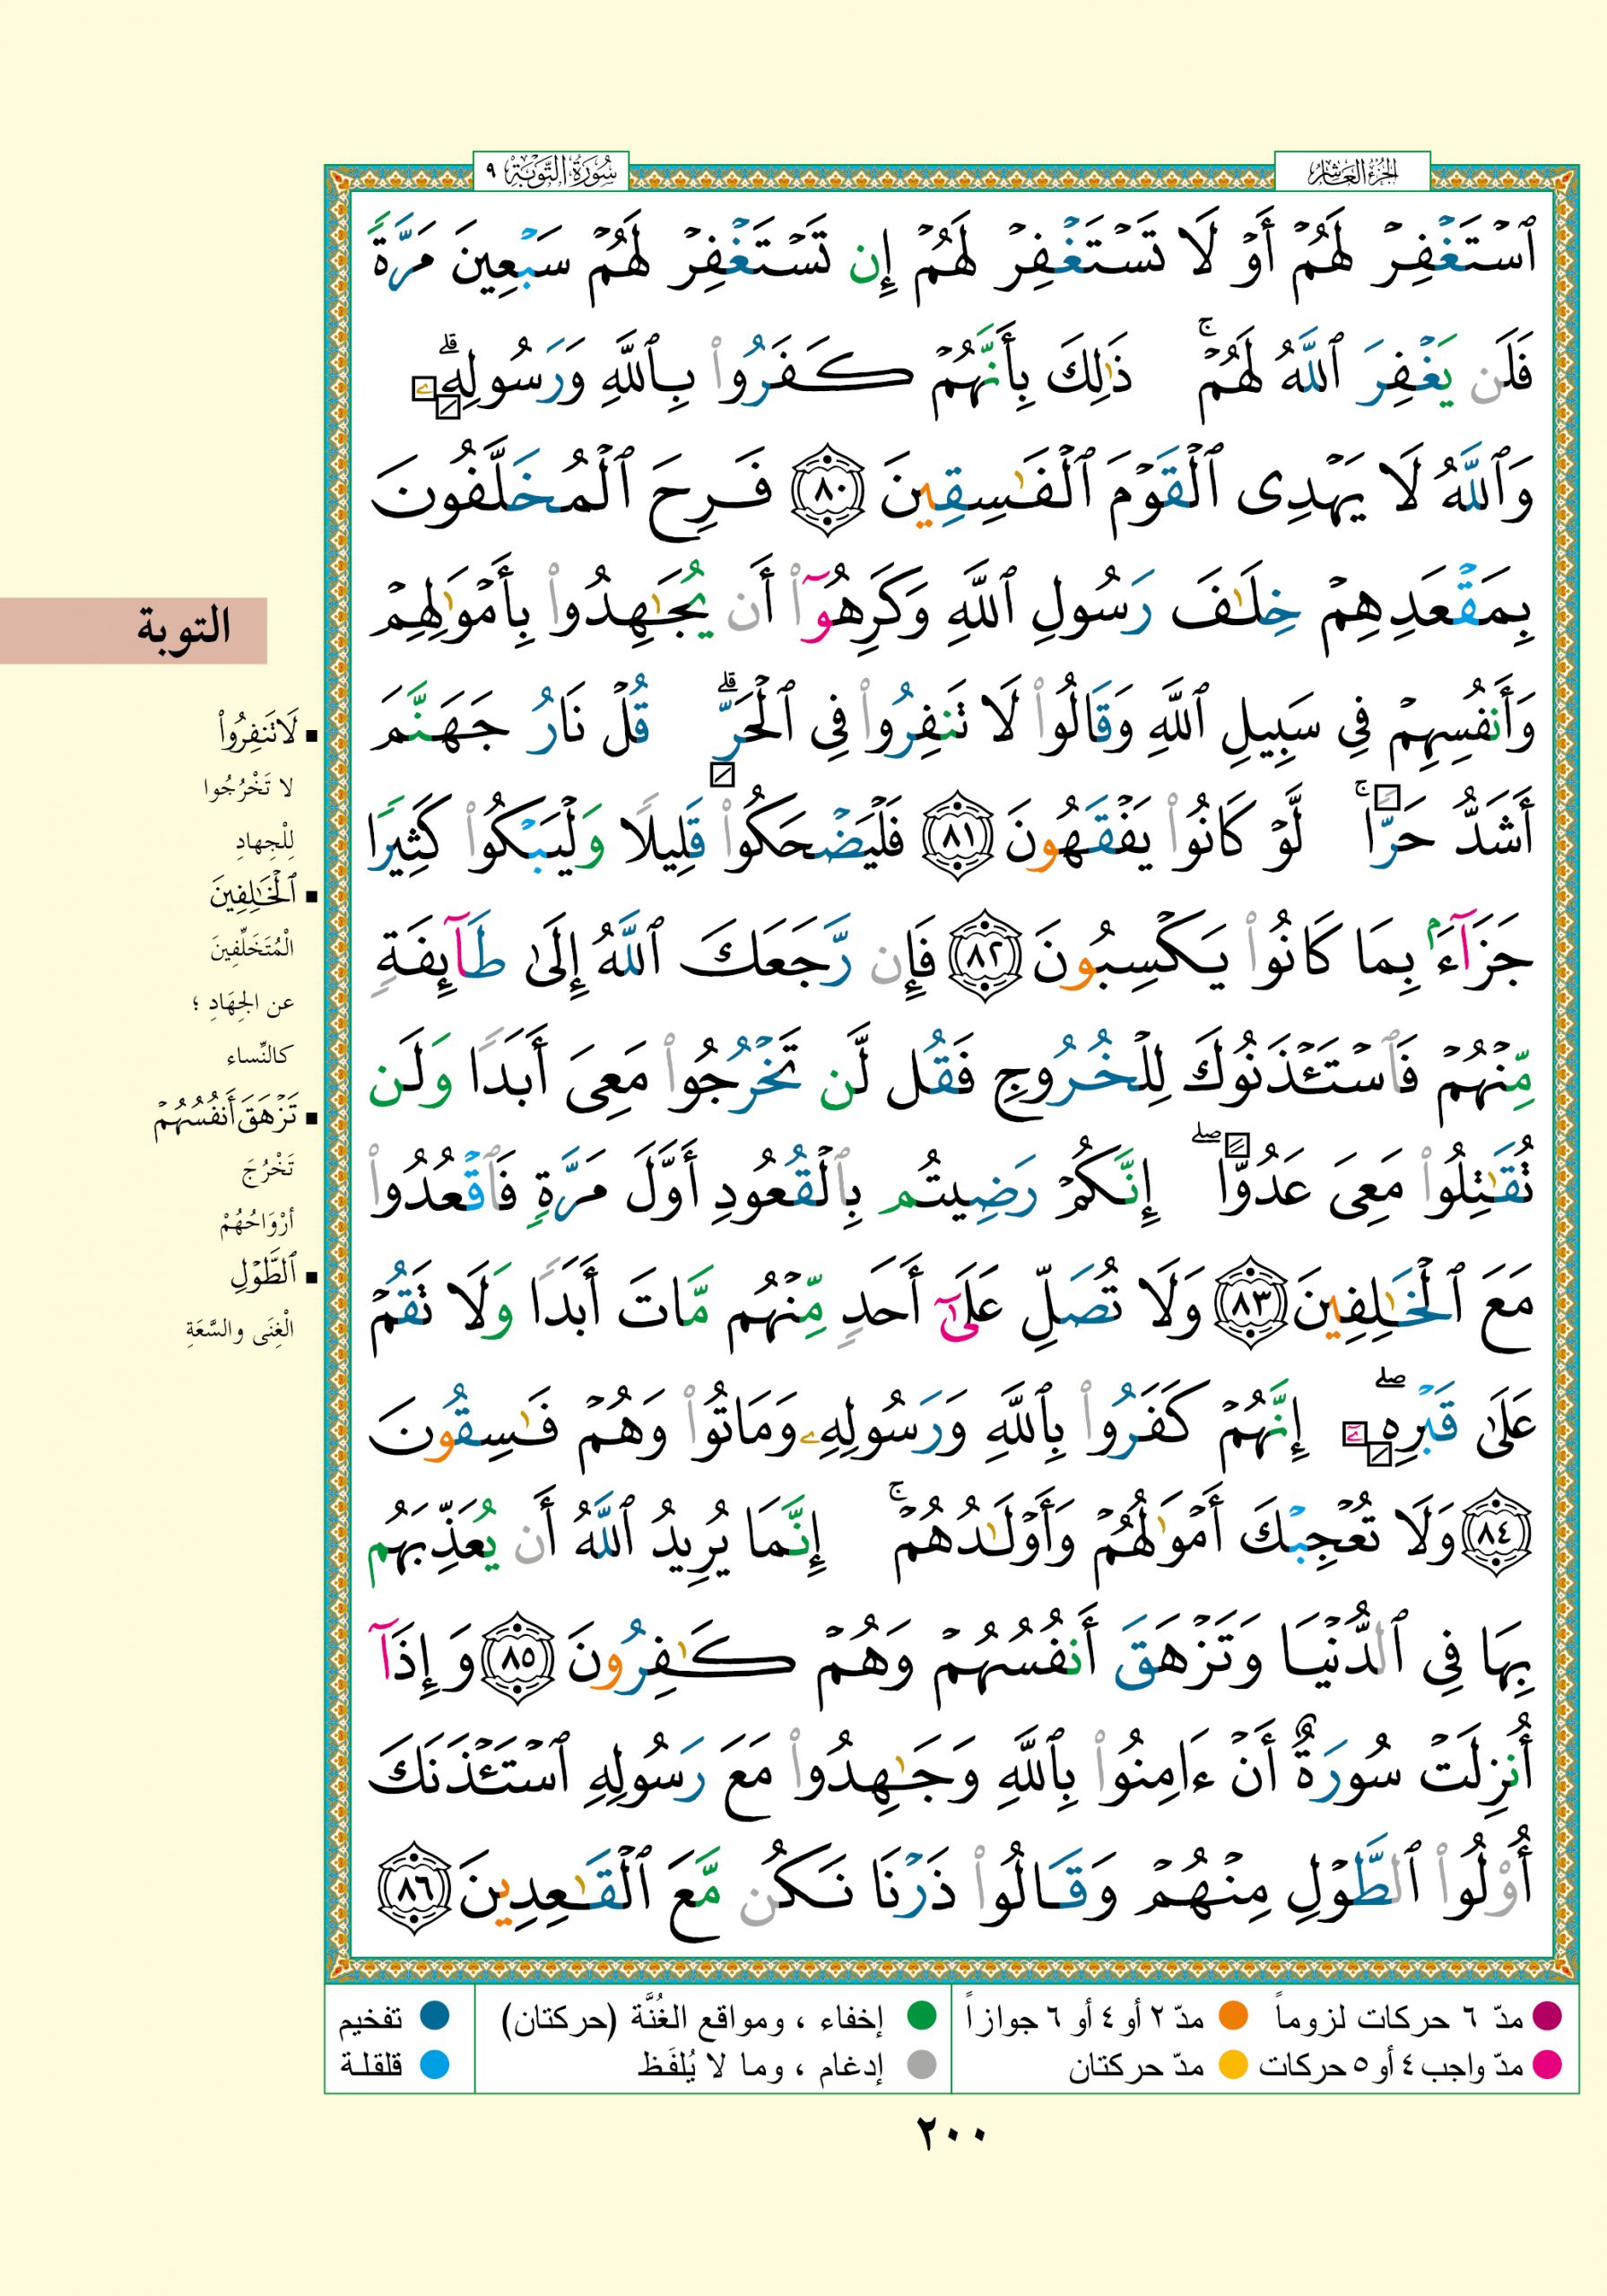 الجزء العاشر
سورة التوبة ٩
ٱسْتَغْفِرْ لَهُمْ أَوْ لَا تَسْتَغْفِرْ لَهُمْ إِن تَسْتَغْفِرْ لَهُمْ سَبْعِينَ مَرَّةً
فَلَن يَغْفِرَ ٱللَّهُ لَهُمْ ۚ ذَٰلِكَ بِأَنَّهُمْ كَفَرُوا۟ بِٱللَّهِ وَرَسُولِهِۦ ۗ
وَٱللَّهُ لَا يَهْدِى ٱلْقَوْمَ ٱلْفَـٰسِقِينَ ٨٠ فَرِحَ ٱلْمُخَلَّفُونَ
بِمَقْعَدِهِمْ خِلَـٰفَ رَسُولِ ٱللَّهِ وَكَرِهُوٓا۟ أَن يُجَـٰهِدُوا۟ بِأَمْوَٰلِهِمْ
وَأَنفُسِهِمْ فِى سَبِيلِ ٱللَّهِ وَقَالُوا۟ لَا تَنفِرُوا۟ فِى ٱلْحَرِّ ۗ قُلْ نَارُ جَهَنَّمَ
أَشَدُّ حَرًّا ۚ لَّوْ كَانُوا۟ يَفْقَهُونَ ٨١ فَلْيَضْحَكُوا۟ قَلِيلًا وَلْيَبْكُوا۟ كَثِيرًا
جَزَآءًۢ بِمَا كَانُوا۟ يَكْسِبُونَ ٨٢ فَإِن رَّجَعَكَ ٱللَّهُ إِلَىٰ طَآئِفَةٍ
مِّنْهُمْ فَٱسْتَـْٔذَنُوكَ لِلْخُرُوجِ فَقُل لَّن تَخْرُجُوا۟ مَعِىَ أَبَدًا وَلَن
تُقَـٰتِلُوا۟ مَعِىَ عَدُوًّا ۖ إِنَّكُمْ رَضِيتُم بِٱلْقُعُودِ أَوَّلَ مَرَّةٍ فَٱقْعُدُوا۟
مَعَ ٱلْخَـٰلِفِينَ ٨٣ وَلَا تُصَلِّ عَلَىٰٓ أَحَدٍ مِّنْهُم مَّاتَ أَبَدًا وَلَا تَقُمْ
عَلَىٰ قَبْرِهِۦٓ ۖ إِنَّهُمْ كَفَرُوا۟ بِٱللَّهِ وَرَسُولِهِۦ وَمَاتُوا۟ وَهُمْ فَـٰسِقُونَ
٨٤ وَلَا تُعْجِبْكَ أَمْوَٰلُهُمْ وَأَوْلَـٰدُهُمْ ۚ إِنَّمَا يُرِيدُ ٱللَّهُ أَن يُعَذِّبَهُم
بِهَا فِى ٱلدُّنْيَا وَتَزْهَقَ أَنفُسُهُمْ وَهُمْ كَـٰفِرُونَ ٨٥ وَإِذَآ
أُنزِلَتْ سُورَةٌ أَنْ ءَامِنُوا۟ بِٱللَّهِ وَجَـٰهِدُوا۟ مَعَ رَسُولِهِ ٱسْتَـْٔذَنَكَ
أُو۟لُوا۟ ٱلطَّوْلِ مِنْهُمْ وَقَالُوا۟ ذَرْنَا نَكُن مَّعَ ٱلْقَـٰعِدِينَ ٨٦
التوبة
▪ لَا تَنفِرُوا۟
لا تَخْرُجُوا
لِلْجِهادِ
▪ ٱلْخَـٰلِفِينَ
الْمُتَخَلِّفِينَ
عن الجِهَادِ ؛
كالنِّساء
▪ تَزْهَقَ أَنفُسُهُمْ
تَخْرُجَ
أرْوَاحُهُمْ
▪ ٱلطَّوْلِ
الْغِنَى والسَّعَةِ
مدّ ٦ حركات لزوماً
مدّ ٢ أو ٤ أو ٦ جوازاً
إخفاء ، ومواقع الغُنَّة (حركتان)
تفخيم
مدّ واجب ٤ أو ٥ حركات
مدّ حركتان
إدغام ، وما لا يُلفَظ
قلقلة
٢٠٠